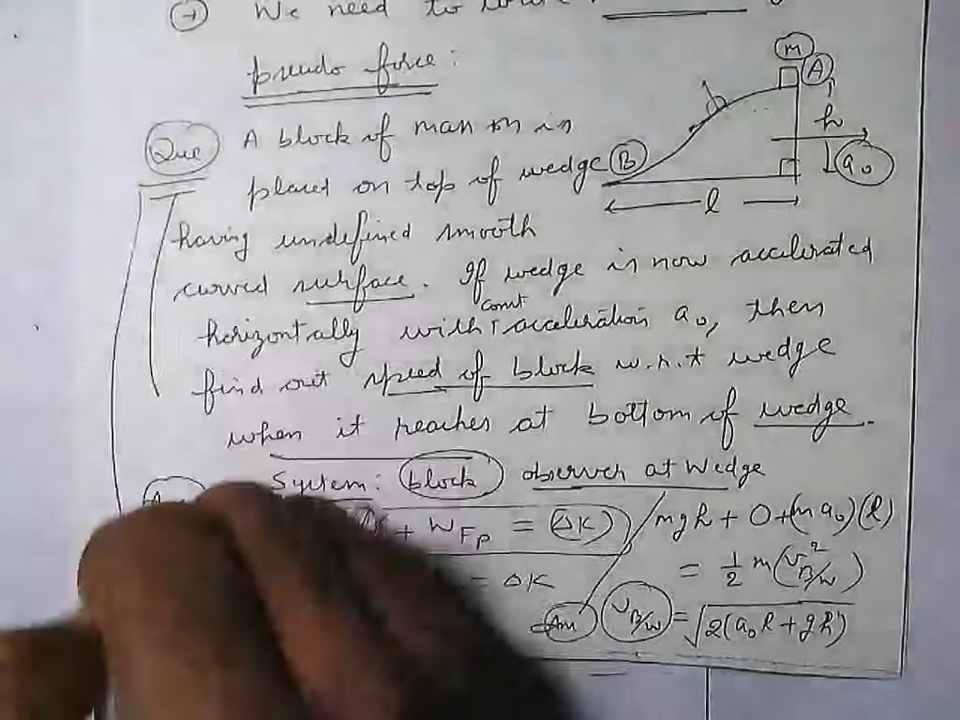 → We need to
pseudo force:
m
A
h
a₀
B
l
Que A block of mass m is
placed on top of wedge
having undefined smooth
curved surface. If wedge is now accelerated
const
horizontally with acceleration a₀, then
find out speed of block w.r.t wedge
when it reaches at bottom of wedge.
System: block observer at Wedge
+ W_Fp = ΔK
mgh + 0 + (ma₀)(l)
= ΔK
= 1/2 m(V²_B/W)
Ans V_B/W = √2(a₀l + gh)